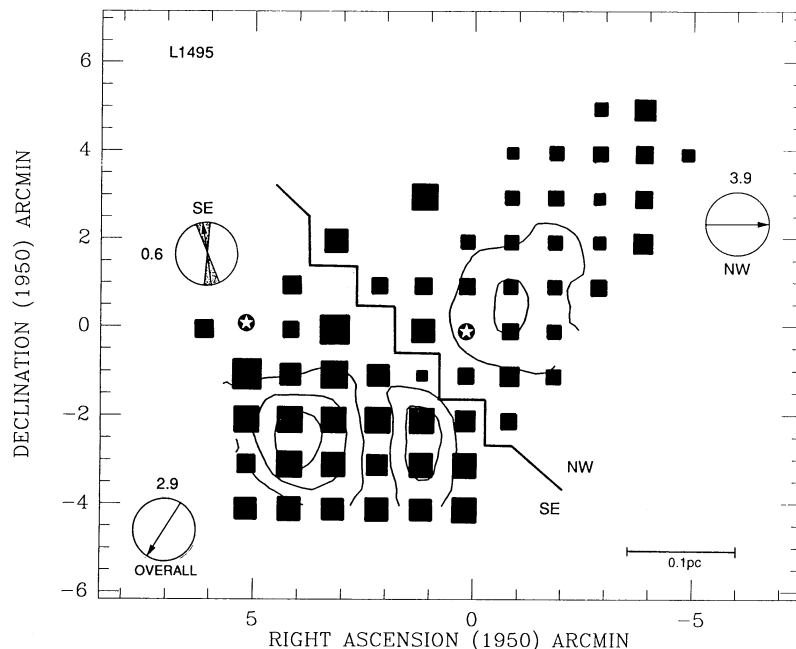 L1495
6
4
2
0
-2
-4
-6
DECLINATION (1950) ARCMIN
SE
0.6
3.9
NW
2.9
OVERALL
NW
SE
0.1pc
5
0
-5
RIGHT ASCENSION (1950) ARCMIN